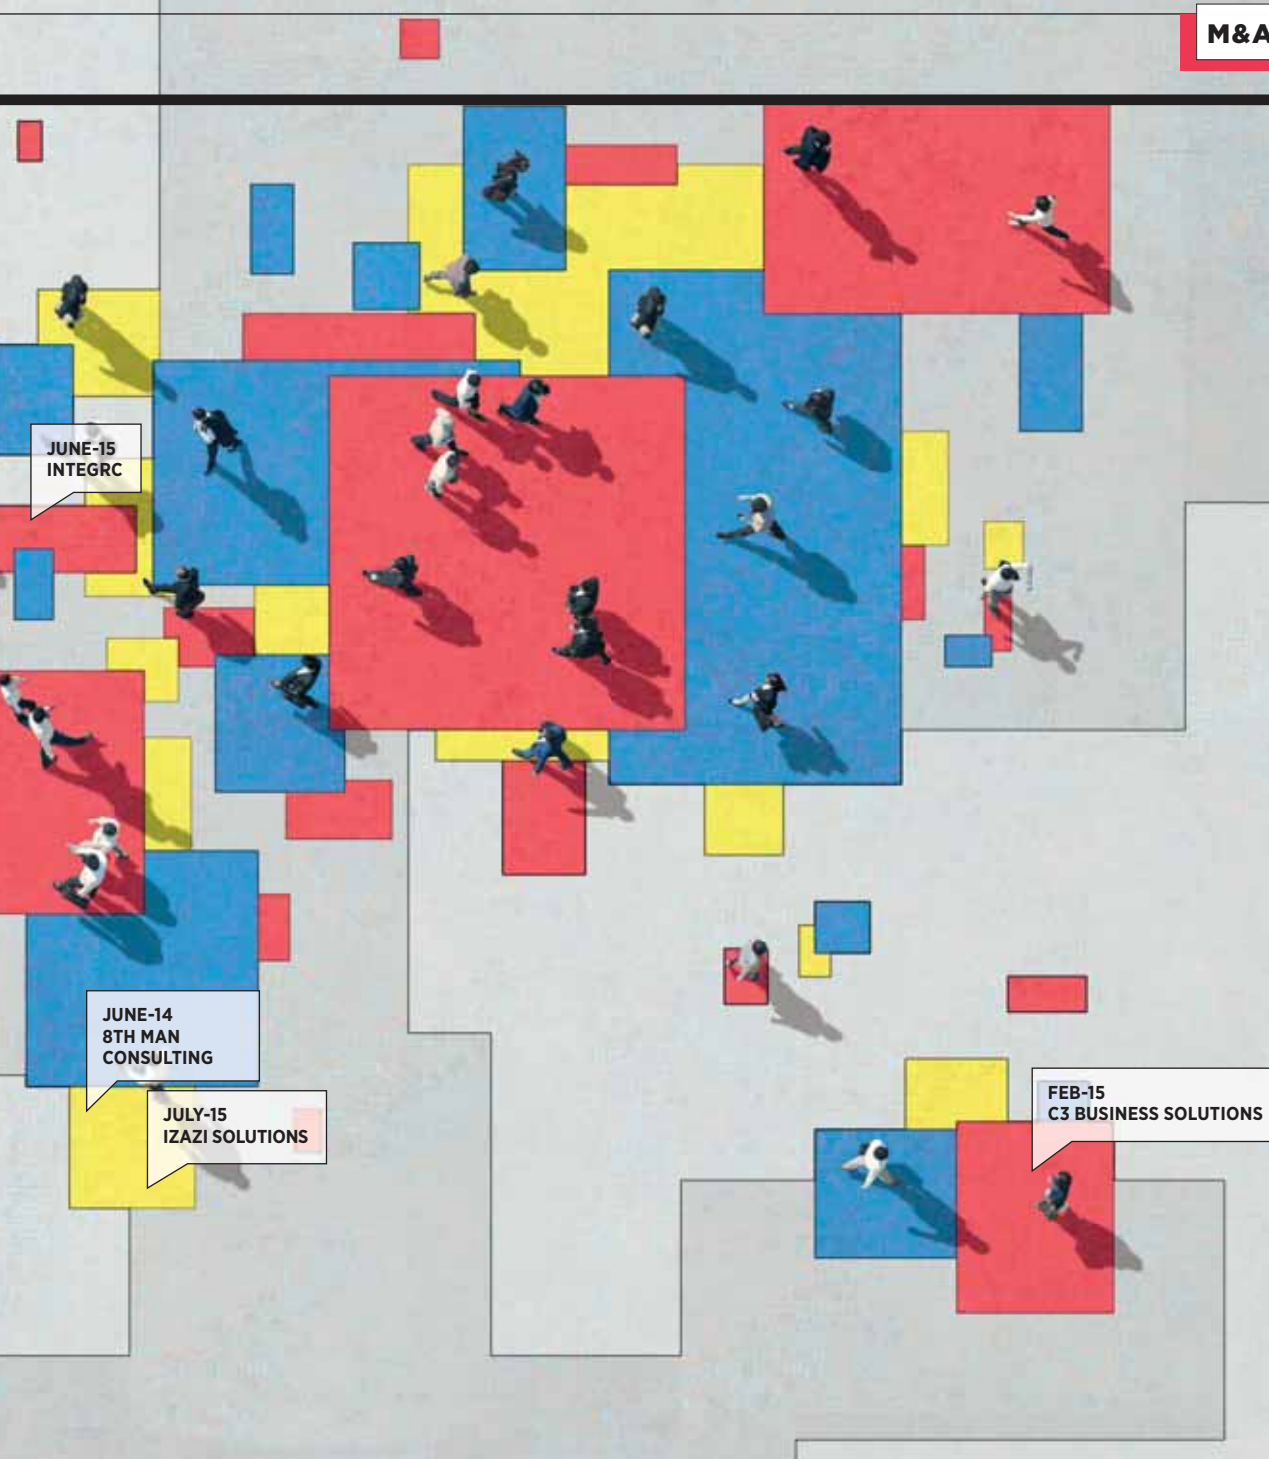 M&A
JUNE-15
INTEGRC
JUNE-14
8TH MAN
CONSULTING
JULY-15
IZAZI SOLUTIONS
FEB-15
C3 BUSINESS SOLUTIONS